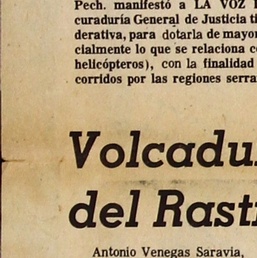 Pech. manifestó a LA VOZ
curaduría General de Justicia ti
derativa, para dotarla de mayor
cialmente lo que se relaciona c
helicópteros), con la finalidad
corridos por las regiones serra
Volcadu
del Rast
Antonio Venegas Saravia,